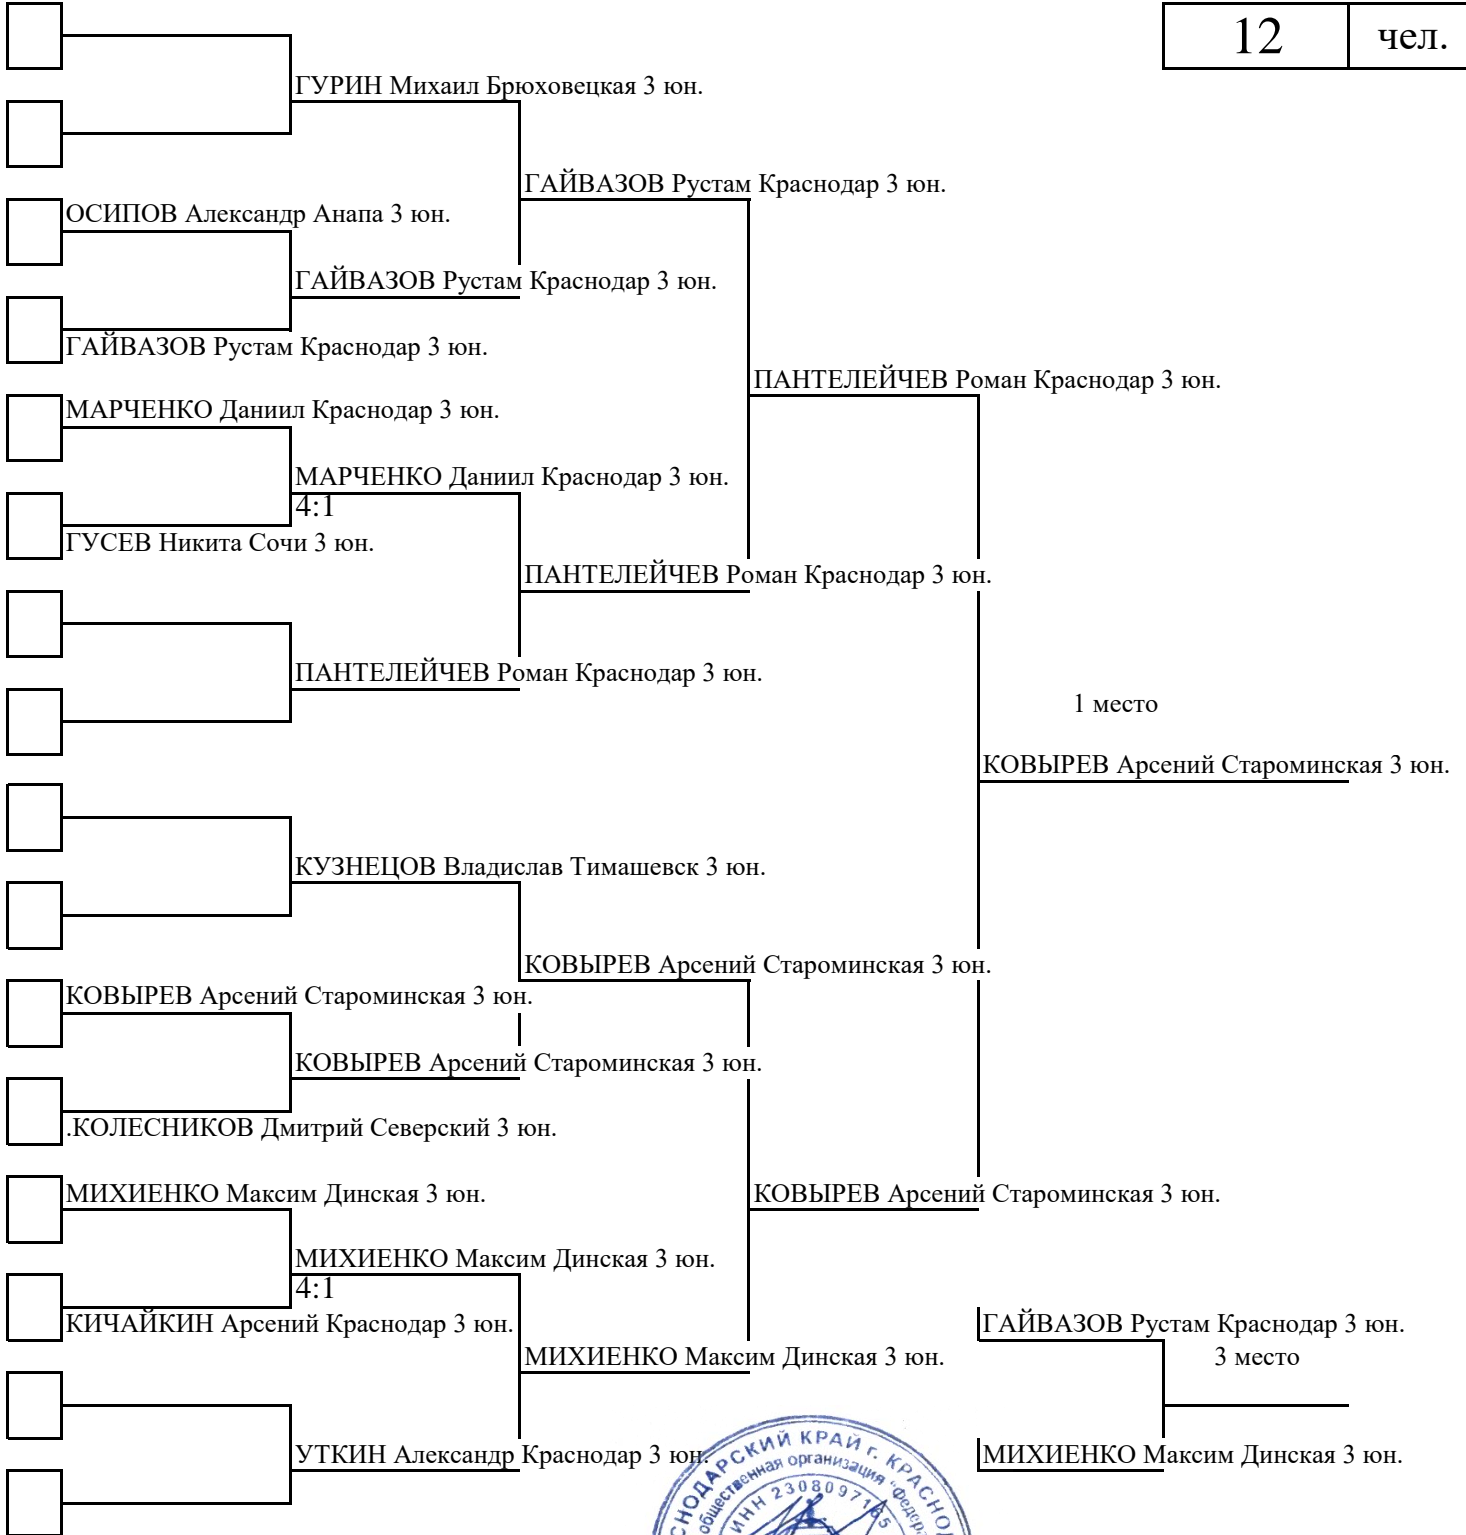 12 чел.
ГУРИН Михаил Брюховецкая 3 юн.
ГАЙВАЗОВ Рустам Краснодар 3 юн.
ОСИПОВ Александр Анапа 3 юн.
ГАЙВАЗОВ Рустам Краснодар 3 юн.
ГАЙВАЗОВ Рустам Краснодар 3 юн.
ПАНТЕЛЕЙЧЕВ Роман Краснодар 3 юн.
МАРЧЕНКО Даниил Краснодар 3 юн.
МАРЧЕНКО Даниил Краснодар 3 юн.
4:1
ГУСЕВ Никита Сочи 3 юн.
ПАНТЕЛЕЙЧЕВ Роман Краснодар 3 юн.
ПАНТЕЛЕЙЧЕВ Роман Краснодар 3 юн.
1 место
КОВЫРЕВ Арсений Староминская 3 юн.
КУЗНЕЦОВ Владислав Тимашевск 3 юн.
КОВЫРЕВ Арсений Староминская 3 юн.
КОВЫРЕВ Арсений Староминская 3 юн.
КОВЫРЕВ Арсений Староминская 3 юн.
.КОЛЕСНИКОВ Дмитрий Северский 3 юн.
МИХИЕНКО Максим Динская 3 юн.
КОВЫРЕВ Арсений Староминская 3 юн.
МИХИЕНКО Максим Динская 3 юн.
4:1
КИЧАЙКИН Арсений Краснодар 3 юн.
ГАЙВАЗОВ Рустам Краснодар 3 юн.
МИХИЕНКО Максим Динская 3 юн.
3 место
УТКИН Александр Краснодар 3 юн.
МИХИЕНКО Максим Динская 3 юн.
КРАЙ г.
общественная организация
ИНН 2308097165